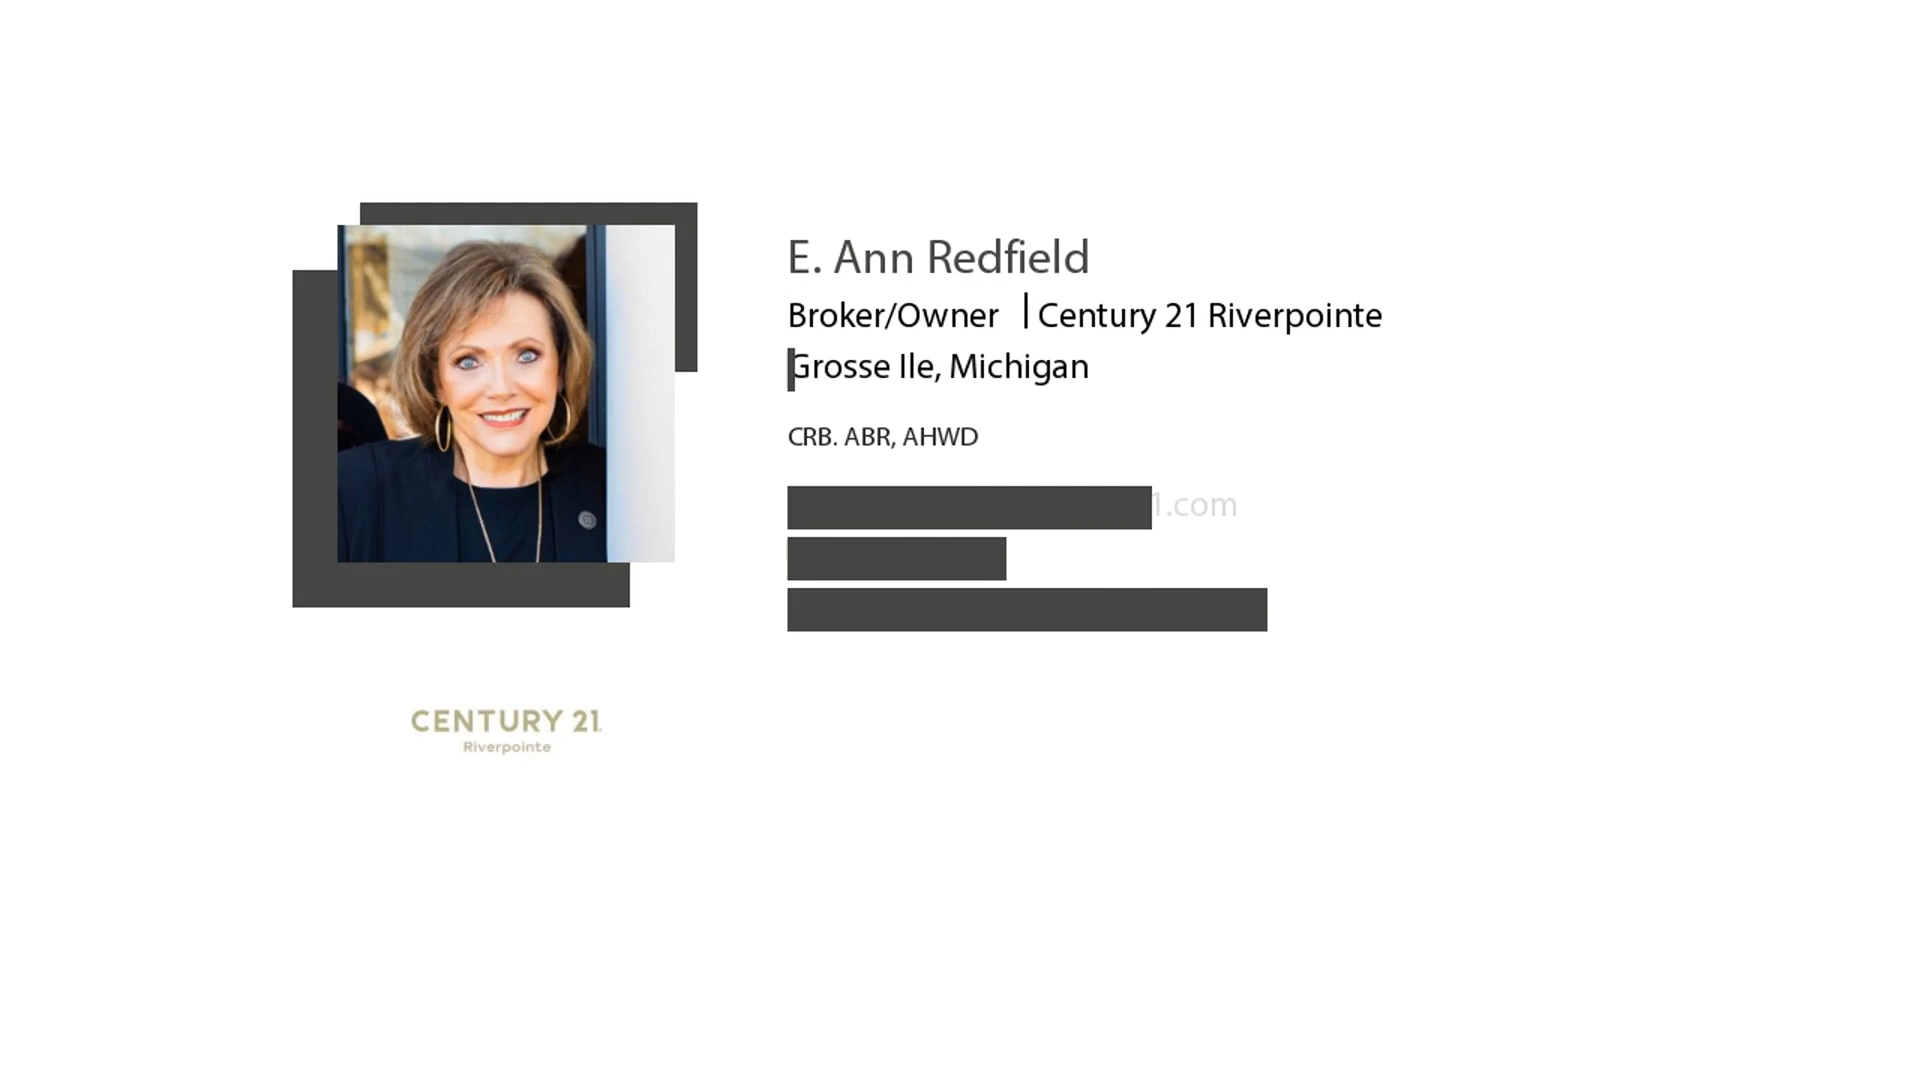 E. Ann Redfield
Broker/Owner | Century 21 Riverpointe
Grosse Ile, Michigan
CRB. ABR, AHWD
1.com
CENTURY 21.
Riverpointe